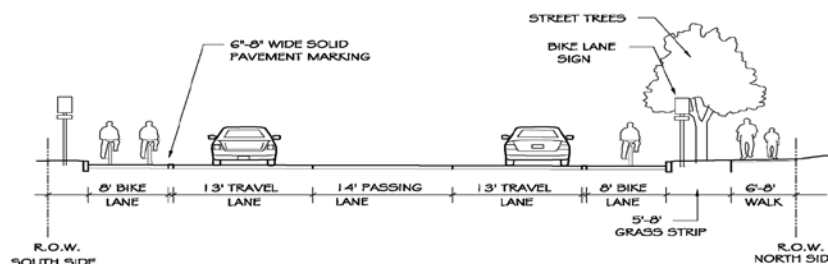 STREET TREES
6"-8" WIDE SOLID
PAVEMENT MARKING
BIKE LANE
SIGN
8' BIKE
LANE
13' TRAVEL
LANE
14' PASSING
LANE
13' TRAVEL
LANE
8' BIKE
LANE
5'-8'
GRASS STRIP
6'-8'
WALK
R.O.W.
SOUTH SIDE
R.O.W.
NORTH SID